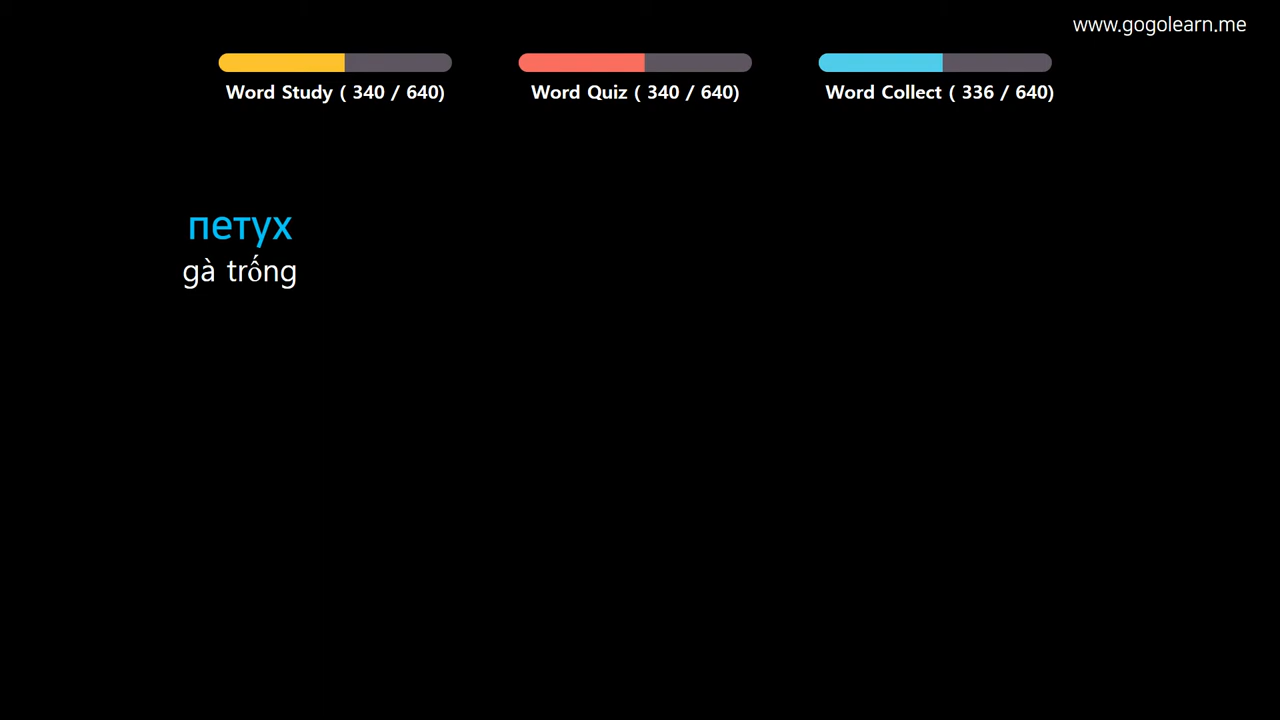 www.gogolearn.me
Word Study ( 340 / 640)
Word Quiz ( 340 / 640)
Word Collect ( 336 / 640)
петух
gà trống